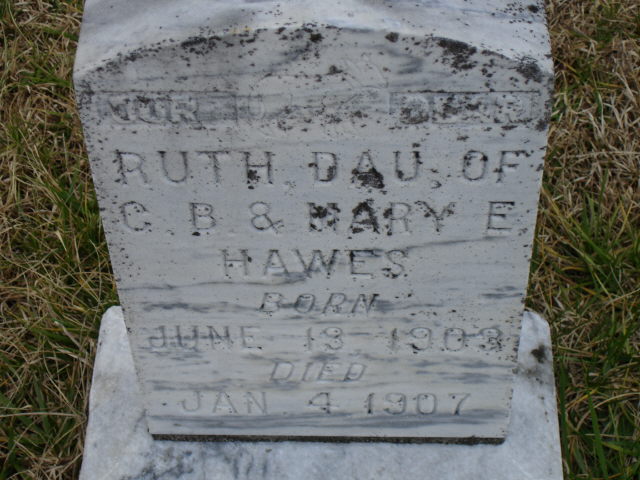 RUTH, DAU, OF
C. B. & MARY E.
HAWES
BORN
JUNE 13 1903
DIED
JAN. 4 1907